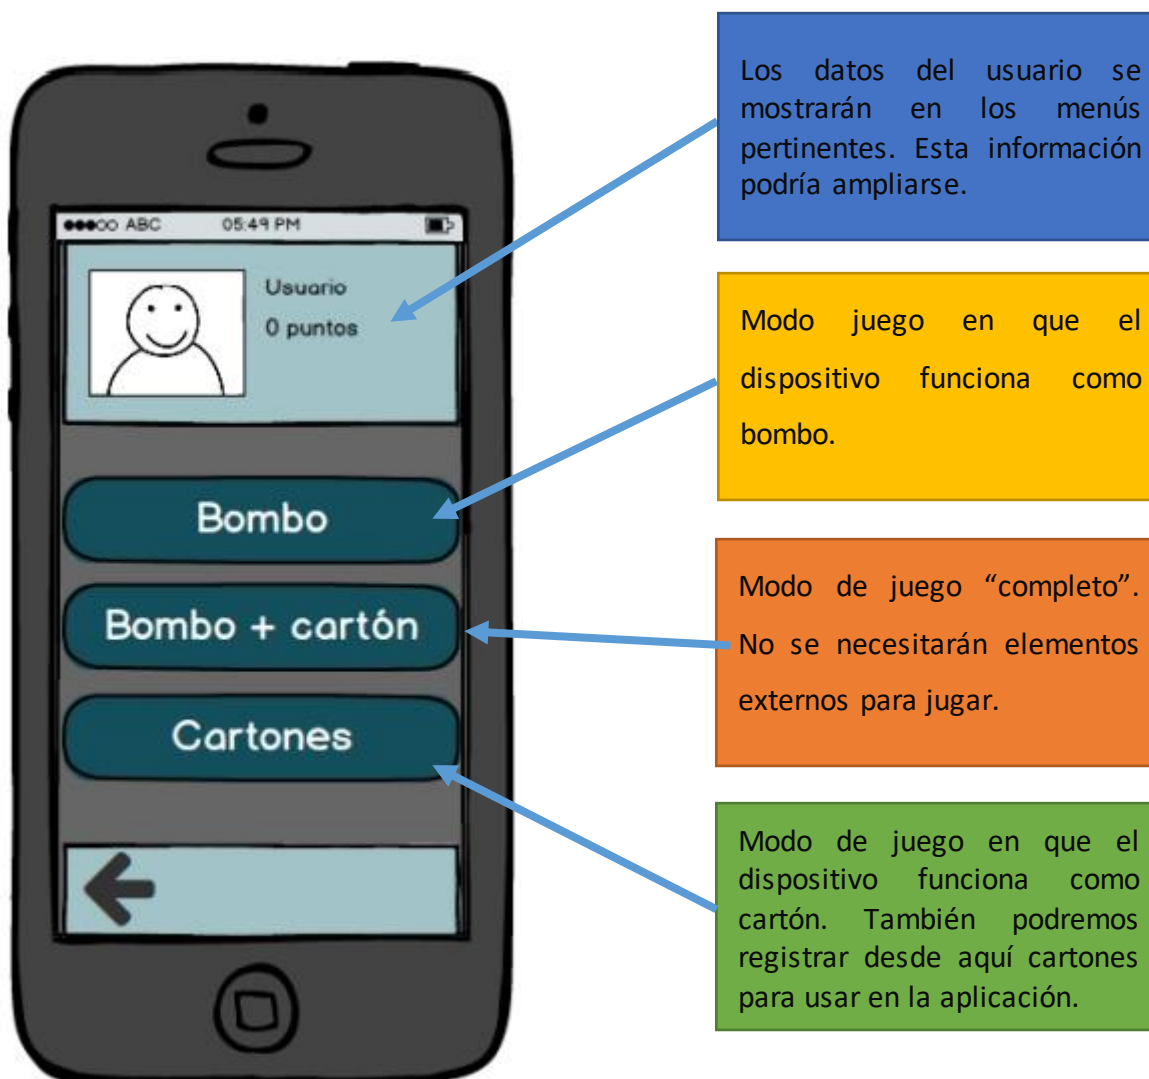 ABC 05:49 PM
Usuario
0 puntos
Bombo
Bombo + cartón
Cartones
Los datos del usuario se
mostrarán en los menús
pertinentes. Esta información
podría ampliarse.
Modo juego en que el
dispositivo funciona como
bombo.
Modo de juego “completo”.
No se necesitarán elementos
externos para jugar.
Modo de juego en que el
dispositivo funciona como
cartón. También podremos
registrar desde aquí cartones
para usar en la aplicación.